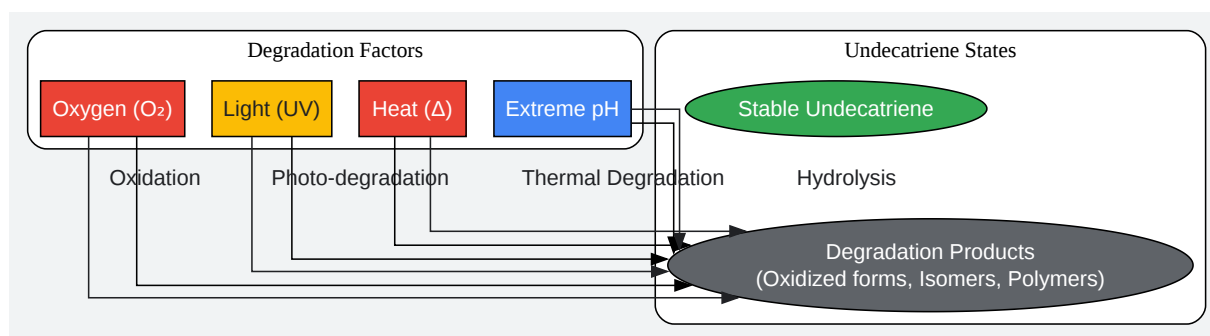 Degradation Factors
Undecatriene States
Oxygen (O₂)
Light (UV)
Heat (Δ)
Extreme pH
Stable Undecatriene
Oxidation
Photo-degradation
Thermal Degradation
Hydrolysis
Degradation Products
(Oxidized forms, Isomers, Polymers)